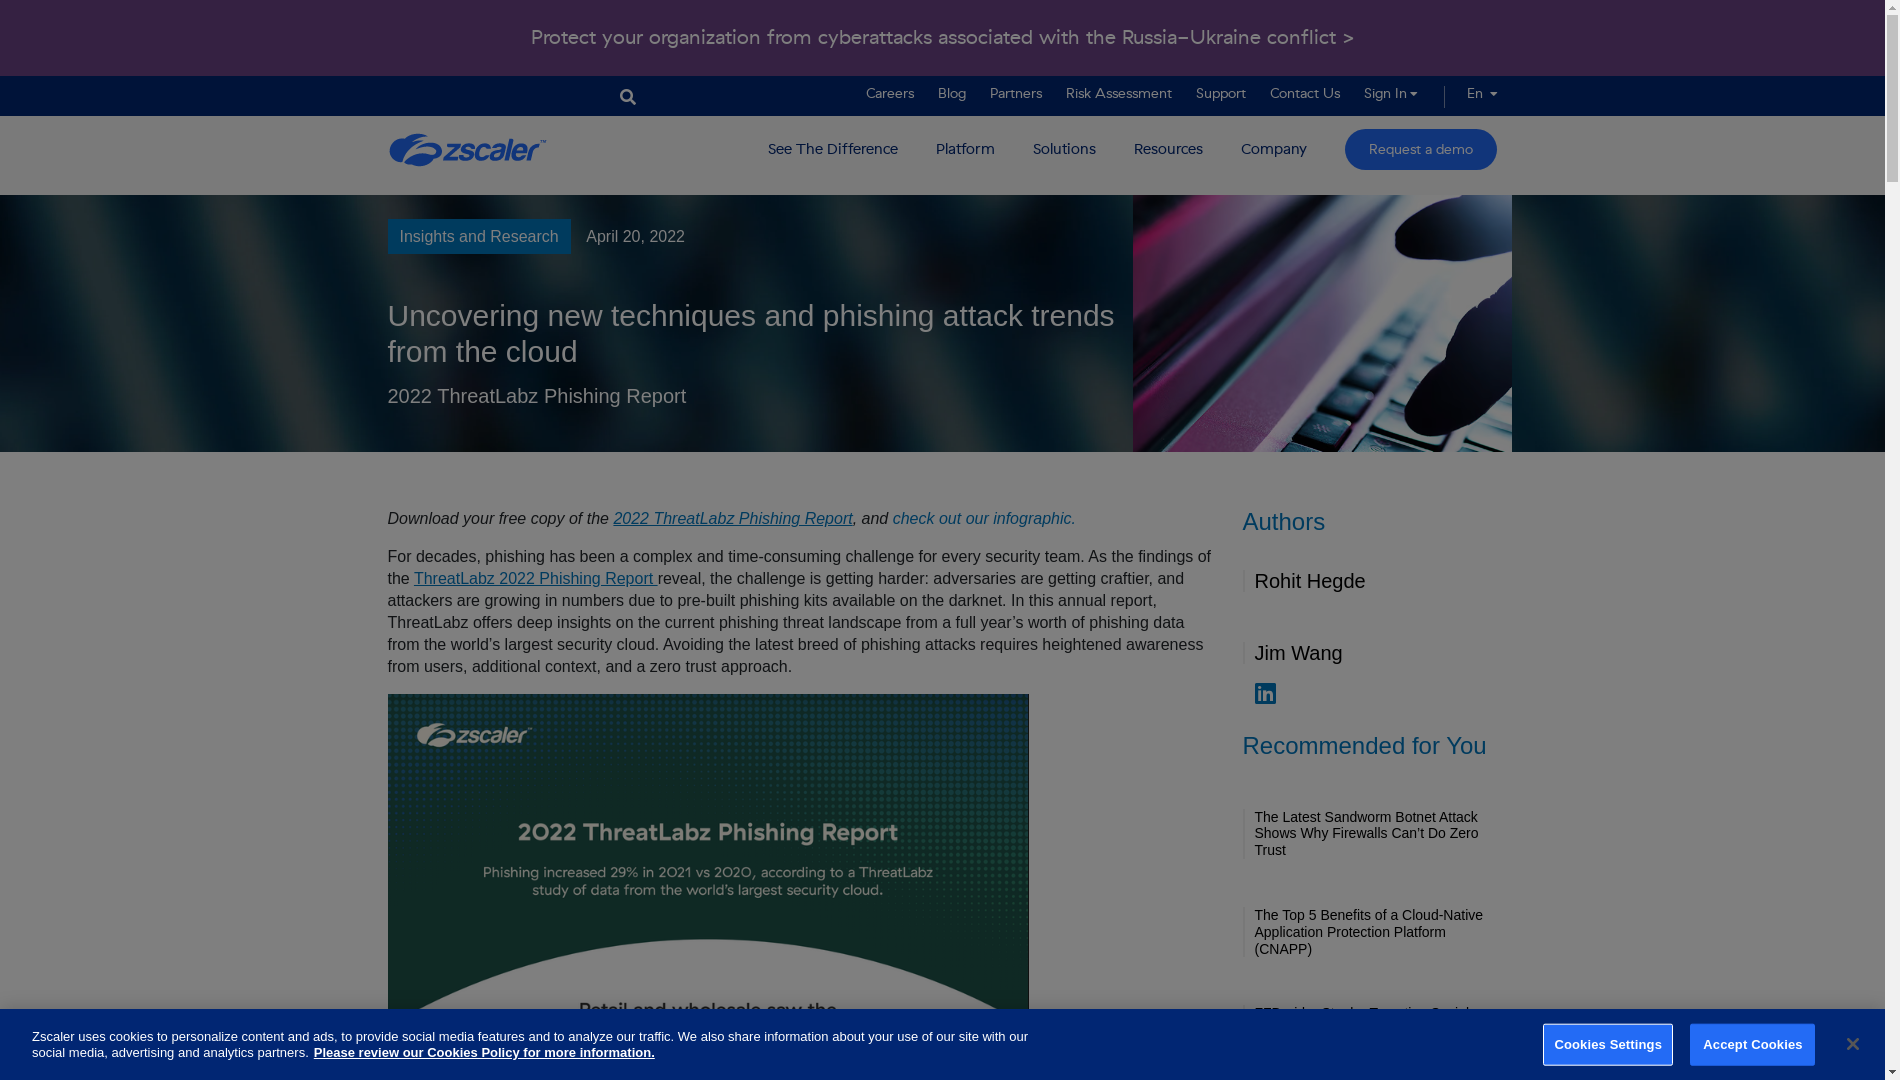 Protect your organization from cyberattacks associated with the Russia-Ukraine conflict >
Careers Blog Partners Risk Assessment Support Contact Us Sign In En
zscaler™ See The Difference Platform Solutions Resources Company Request a demo
Insights and Research April 20, 2022
Uncovering new techniques and phishing attack trends
from the cloud
2022 ThreatLabz Phishing Report
Download your free copy of the 2022 ThreatLabz Phishing Report, and check out our infographic.
For decades, phishing has been a complex and time-consuming challenge for every security team. As the findings of
the ThreatLabz 2022 Phishing Report reveal, the challenge is getting harder: adversaries are getting craftier, and
attackers are growing in numbers due to pre-built phishing kits available on the darknet. In this annual report,
ThreatLabz offers deep insights on the current phishing threat landscape from a full year’s worth of phishing data
from the world’s largest security cloud. Avoiding the latest breed of phishing attacks requires heightened awareness
from users, additional context, and a zero trust approach.
zscaler™
2022 ThreatLabz Phishing Report
Phishing increased 29% in 2021 vs 2020, according to a ThreatLabz
study of data from the world’s largest security cloud.
Retail and wholesale saw the
Authors
Rohit Hegde
Jim Wang
in
Recommended for You
The Latest Sandworm Botnet Attack
Shows Why Firewalls Can’t Do Zero
Trust
The Top 5 Benefits of a Cloud-Native
Application Protection Platform
(CNAPP)
Zscaler uses cookies to personalize content and ads, to provide social media features and to analyze our traffic. We also share information about your use of our site with our
social media, advertising and analytics partners. Please review our Cookies Policy for more information.
Cookies Settings Accept Cookies